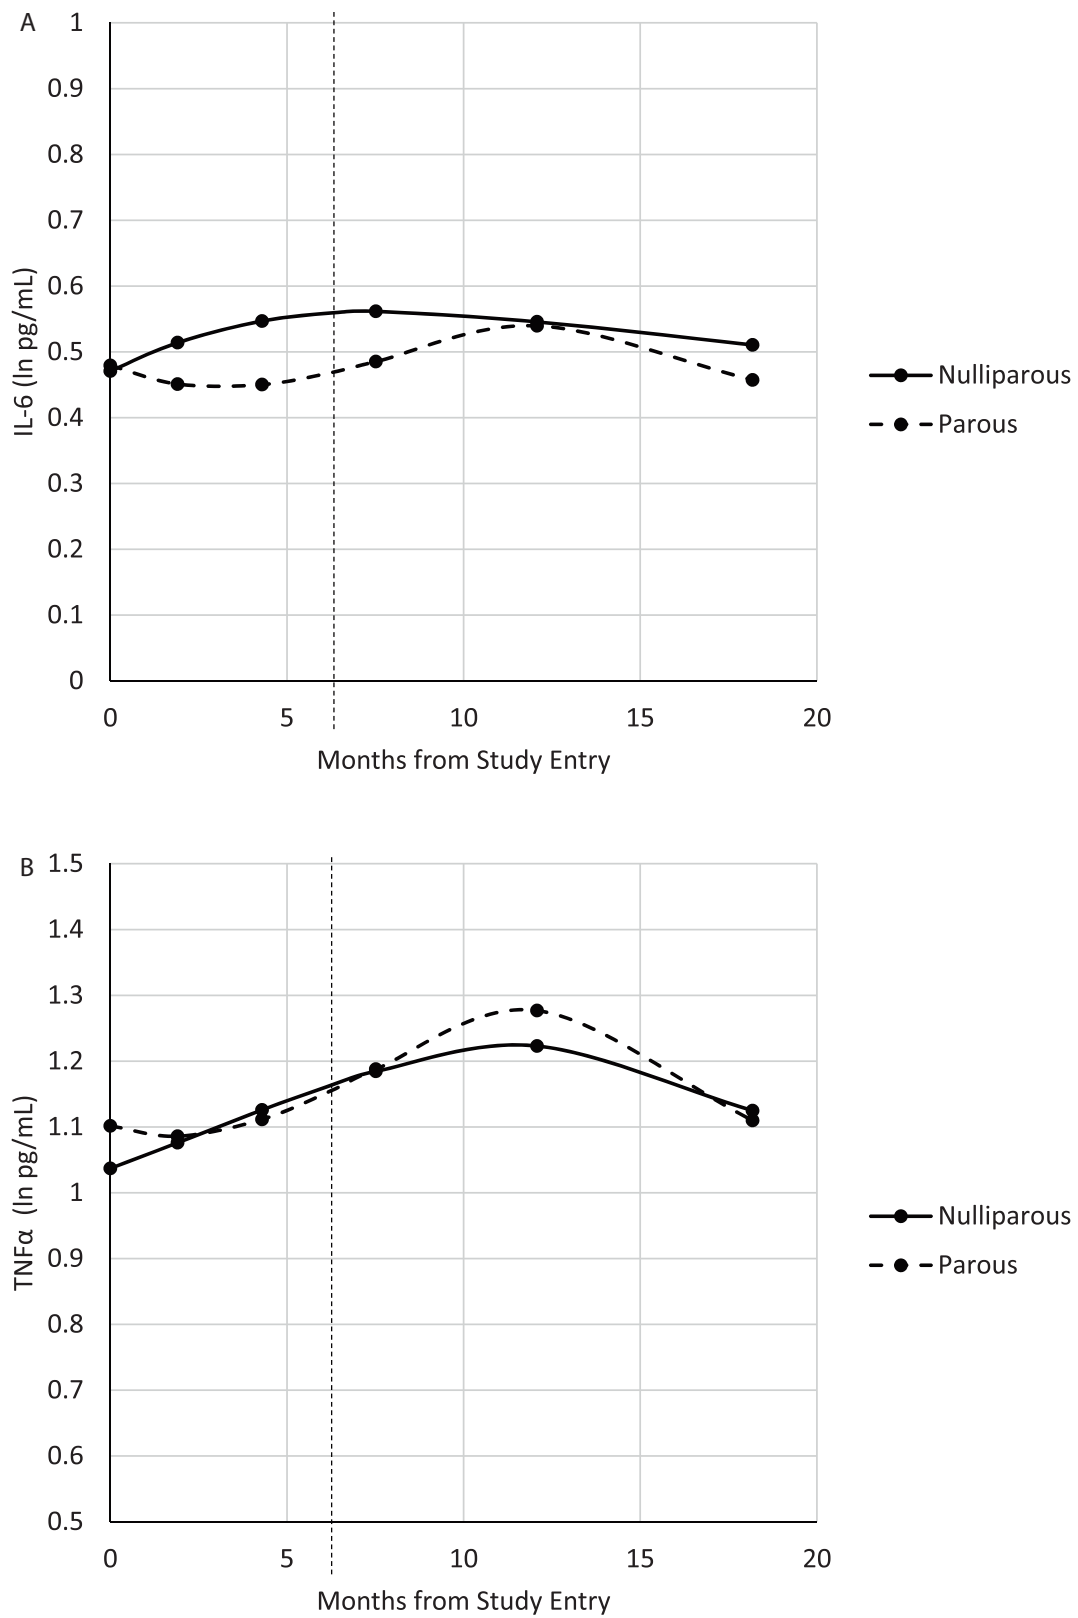 A
1
0.9
0.8
0.7
0.6
0.5
0.4
0.3
0.2
0.1
0
IL-6 (ln pg/mL)
0 5 10 15 20
Months from Study Entry
Nulliparous
Parous
B
1.5
1.4
1.3
1.2
1.1
1
0.9
0.8
0.7
0.6
0.5
TNFα (ln pg/mL)
0 5 10 15 20
Months from Study Entry
Nulliparous
Parous